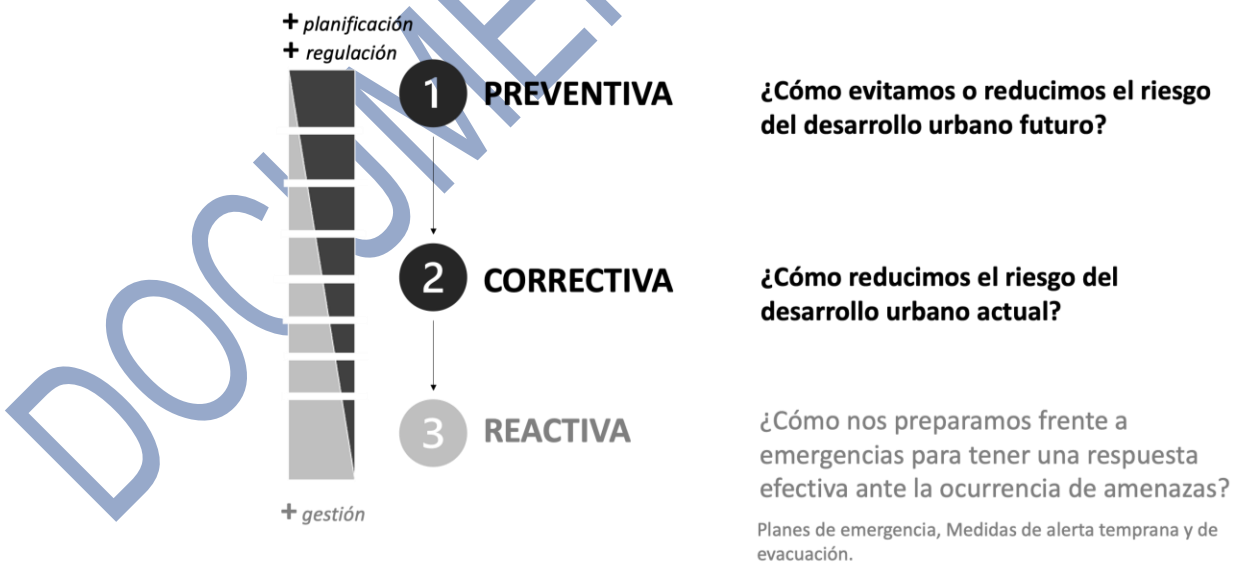 + planificación
+ regulación
1 PREVENTIVA
¿Cómo evitamos o reducimos el riesgo
del desarrollo urbano futuro?
2 CORRECTIVA
¿Cómo reducimos el riesgo del
desarrollo urbano actual?
3 REACTIVA
¿Cómo nos preparamos frente a
emergencias para tener una respuesta
efectiva ante la ocurrencia de amenazas?
Planes de emergencia, Medidas de alerta temprana y de
evacuación.
+ gestión
DOCUME